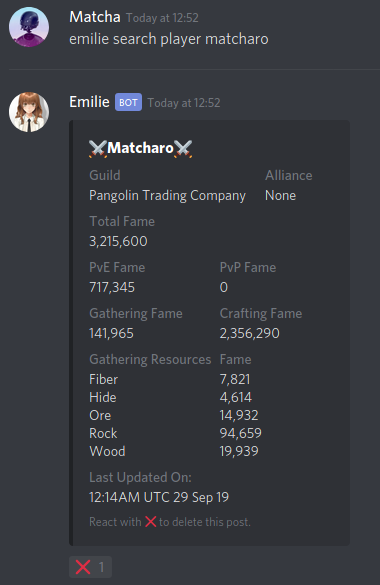 Matcha Today at 12:52
emilie search player matcharo
Emilie BOT Today at 12:52
⚔️Matcharo⚔️
Guild Alliance
Pangolin Trading Company None
Total Fame
3,215,600
PvE Fame PvP Fame
717,345 0
Gathering Fame Crafting Fame
141,965 2,356,290
Gathering Resources Fame
Fiber 7,821
Hide 4,614
Ore 14,932
Rock 94,659
Wood 19,939
Last Updated On:
12:14AM UTC 29 Sep 19
React with ❌ to delete this post.
❌ 1